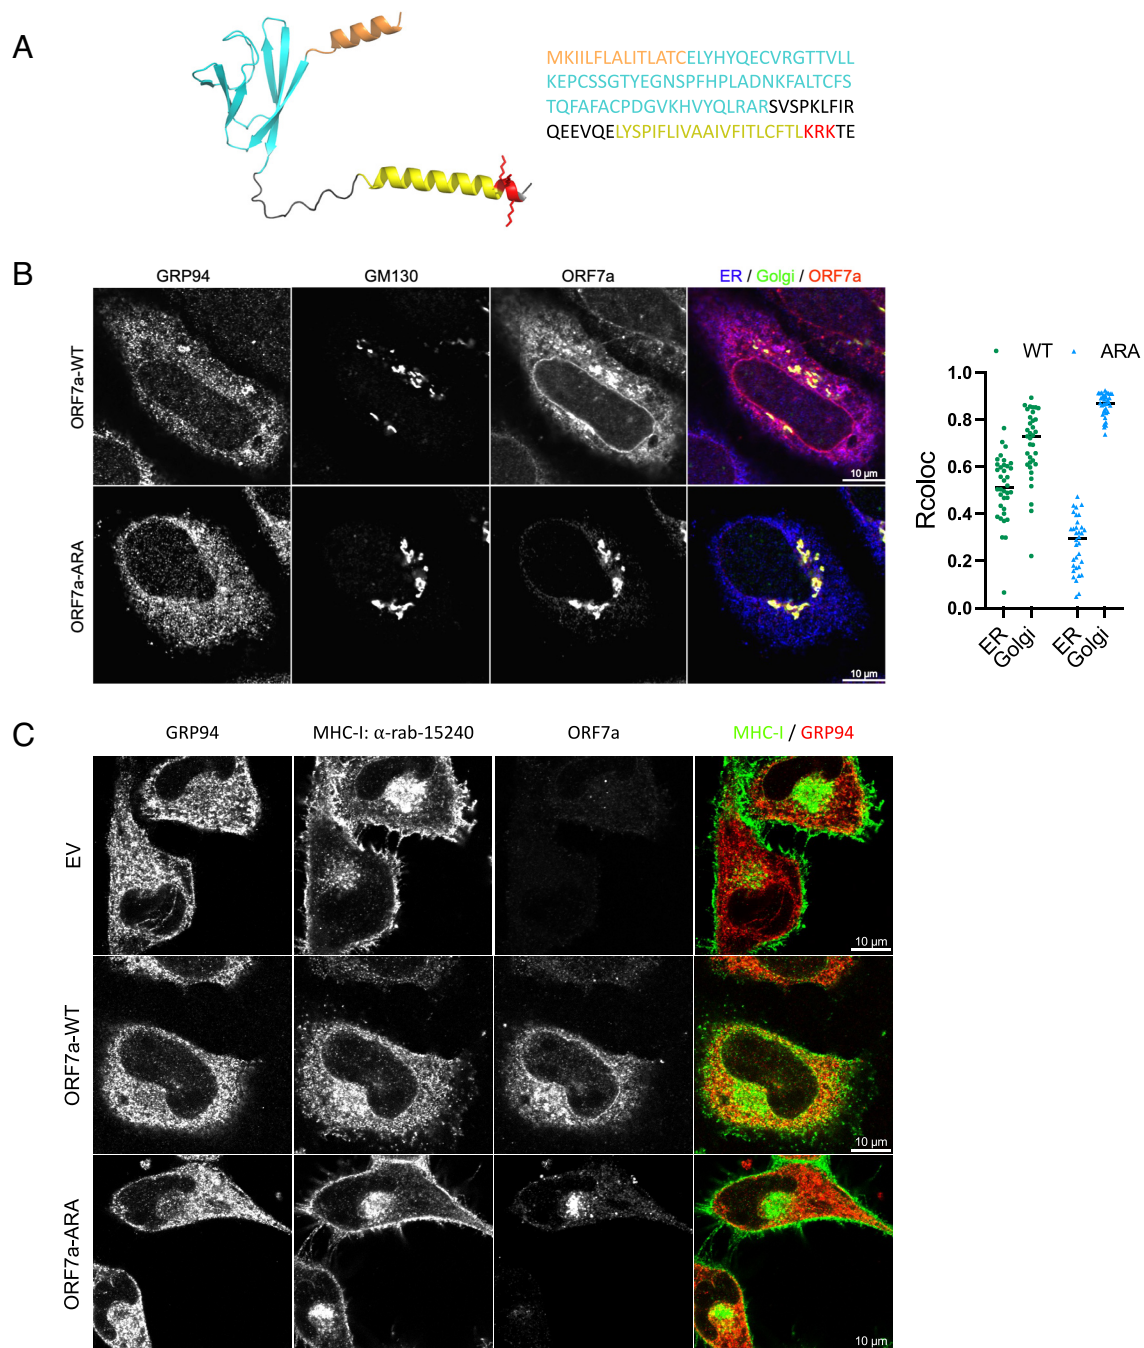 A
MKIILFLALITLATCELYHYQECVRGTTVLL
KEPCSSGTYEGNSPFHPLADNKFALTCFS
TQFAFACPDGVKHVYQLRARSVSPKLFIR
QEEVQELYSPIFLIVAAIVFITLCFTLKRKTE
B
GRP94 GM130 ORF7a ER / Golgi / ORF7a
ORF7a-WT
10 µm
ORF7a-ARA
10 µm
WT ARA
Rcoloc
1.0
0.8
0.6
0.4
0.2
0.0
ER Golgi ER Golgi
C
GRP94 MHC-I: α-rab-15240 ORF7a MHC-I / GRP94
EV
10 µm
ORF7a-WT
10 µm
ORF7a-ARA
10 µm